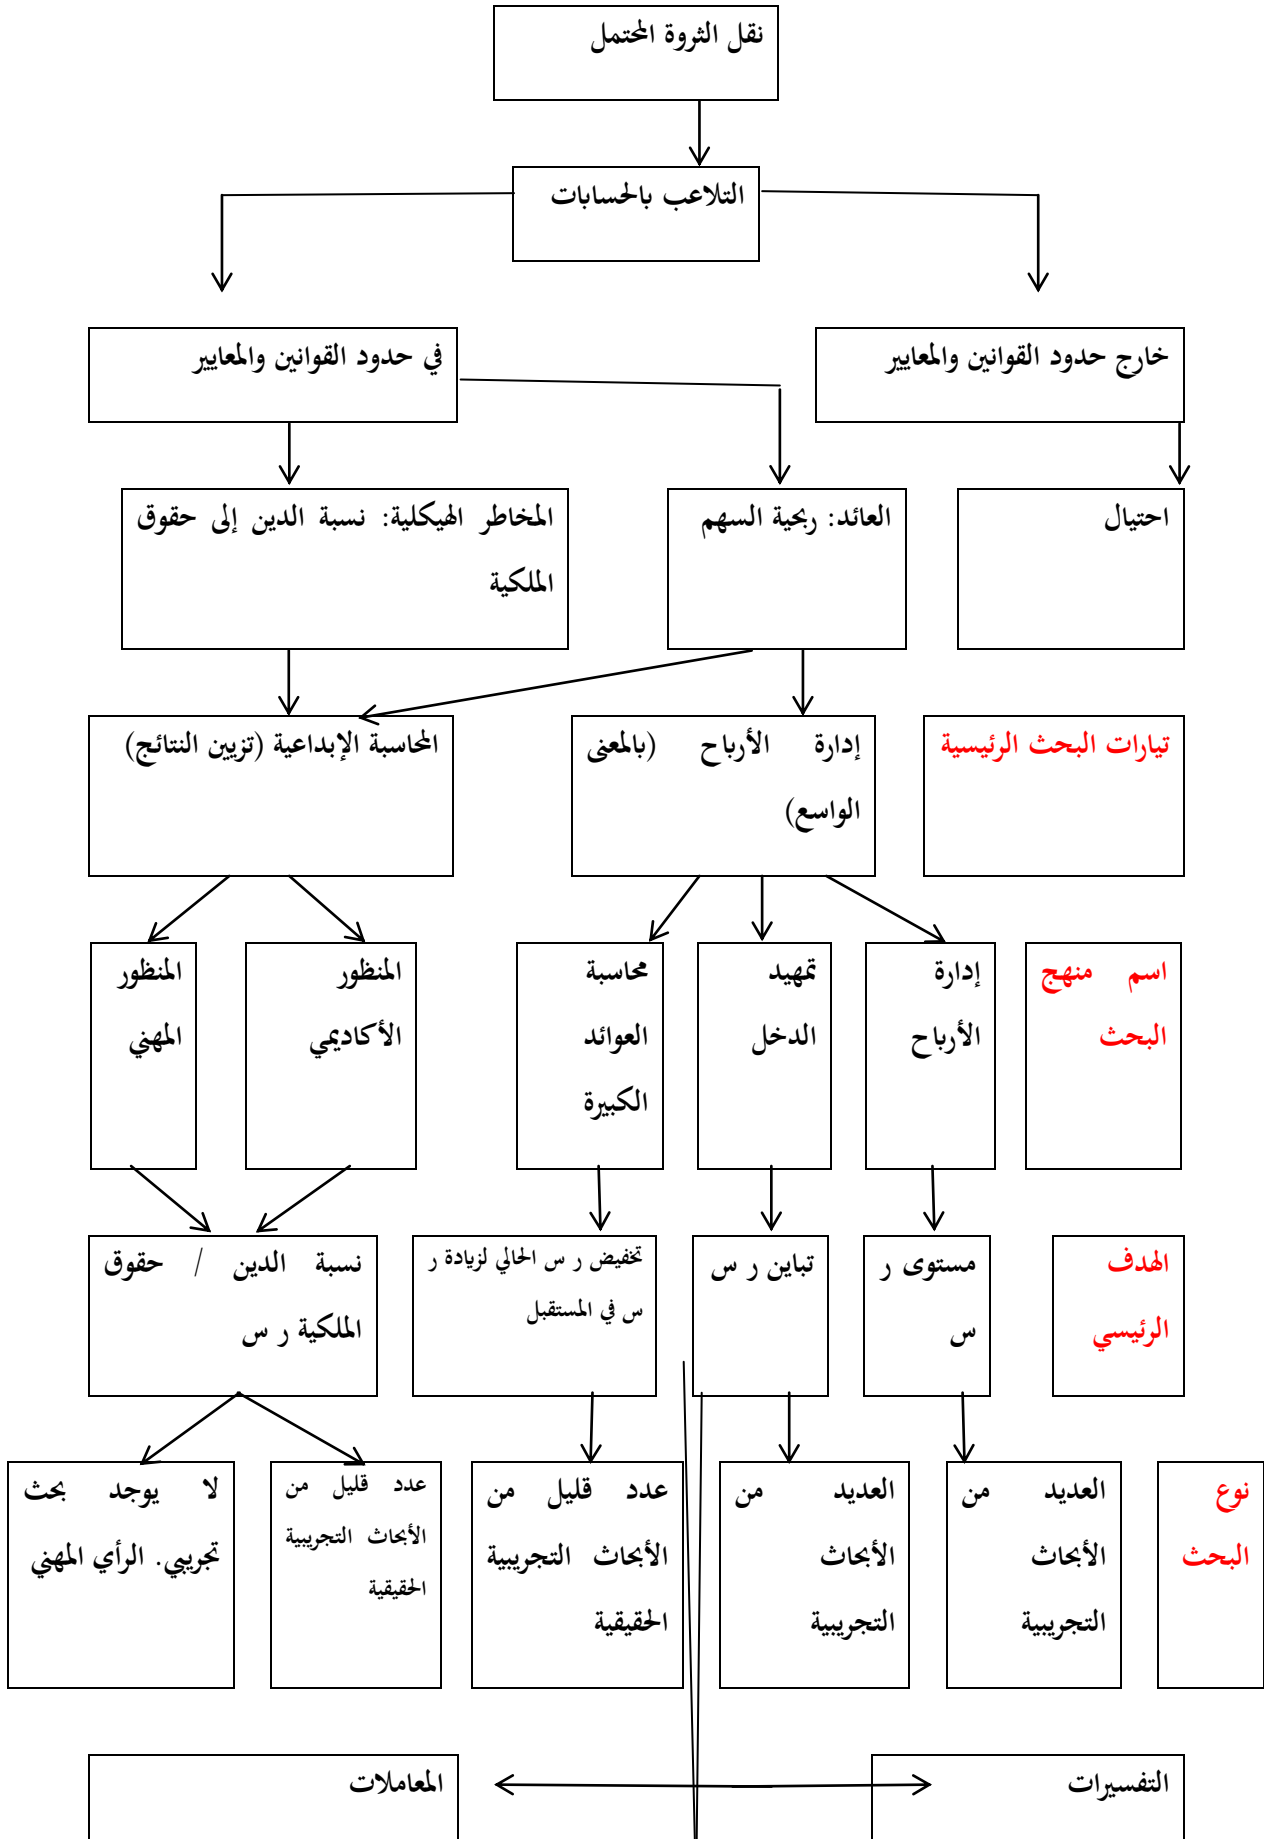 نقل الثروة المحتمل
التلاعب بالحسابات
خارج حدود القوانين والمعايير
في حدود القوانين والمعايير
احتيال
العائد: ربحية السهم
المخاطر الهيكلية: نسبة الدين إلى حقوق
الملكية
تيارات البحث الرئيسية
إدارة الأرباح (بالمعنى
الواسع)
المحاسبة الإبداعية (تزيين النتائج)
اسم منهج
البحث
إدارة
الأرباح
تمهيد
الدخل
محاسبة
العوائد
الكبيرة
المنظور
الأكاديمي
المنظور
المهني
الهدف
الرئيسي
مستوى ر
س
تباين ر س
تخفيض ر س الحالي لزيادة ر
س في المستقبل
نسبة الدين / حقوق
الملكية ر س
نوع
البحث
العديد من
الأبحاث
التجريبية
العديد من
الأبحاث
التجريبية
عدد قليل من
الأبحاث التجريبية
الحقيقية
عدد قليل من
الأبحاث التجريبية
الحقيقية
لا يوجد بحث
تجريبي. الرأي المهني
التفسيرات
المعاملات